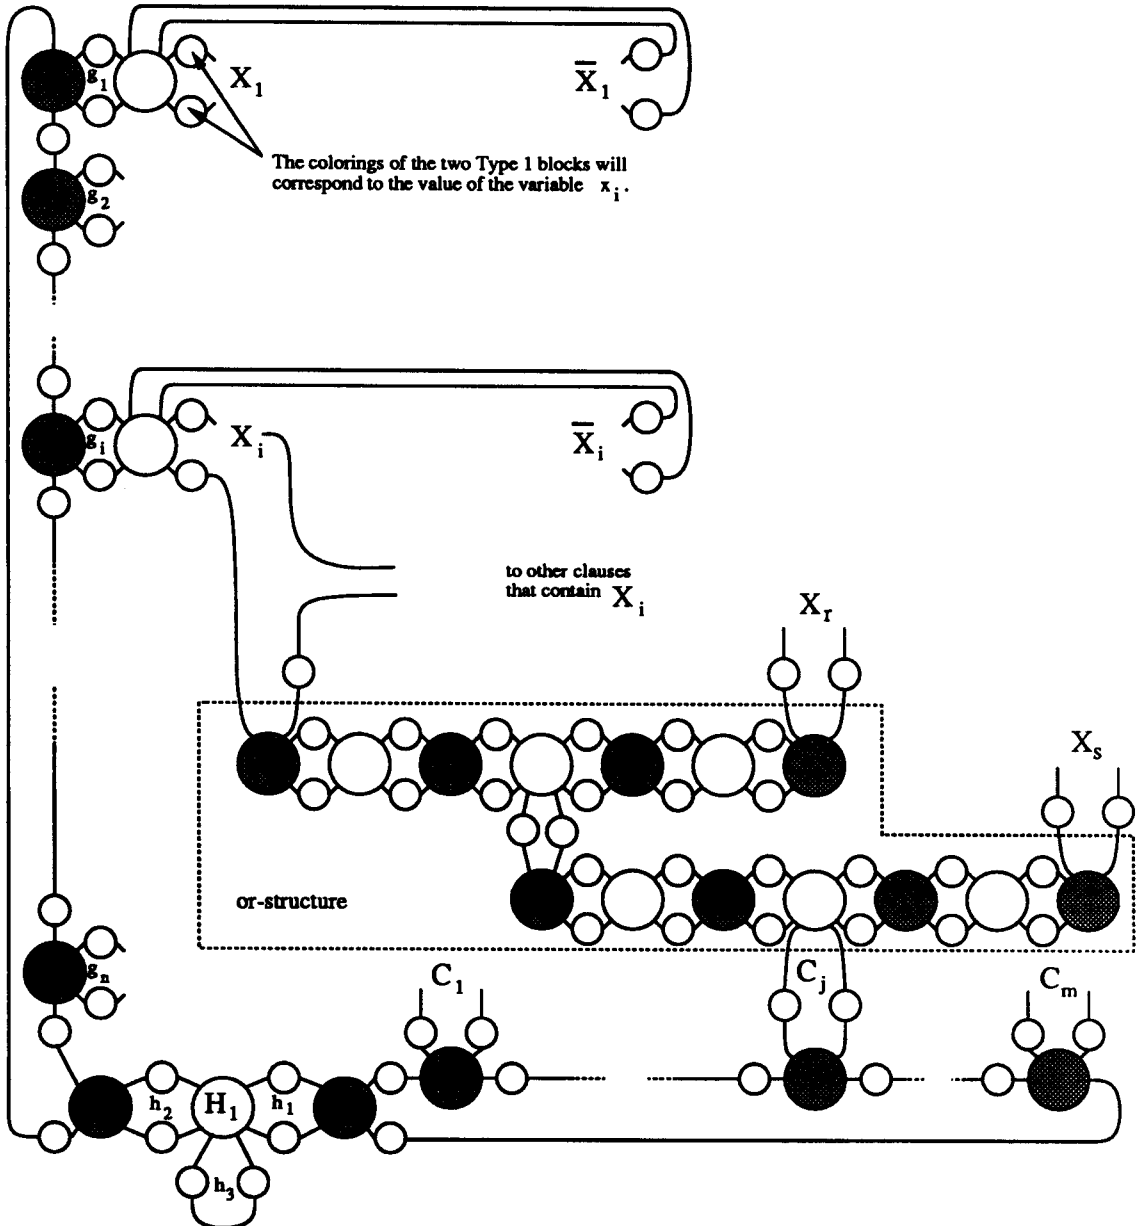 g₁
X₁
X̅₁
The colorings of the two Type 1 blocks will
correspond to the value of the variable xᵢ.
g₂
gᵢ
Xᵢ
X̅ᵢ
to other clauses
that contain Xᵢ
Xᵣ
Xₛ
or-structure
gₙ
C₁
Cⱼ
Cₘ
h₂
H₁
h₁
h₃